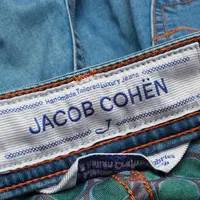 Handmade Tailored Luxury Jeans
JACOB COHËN
J